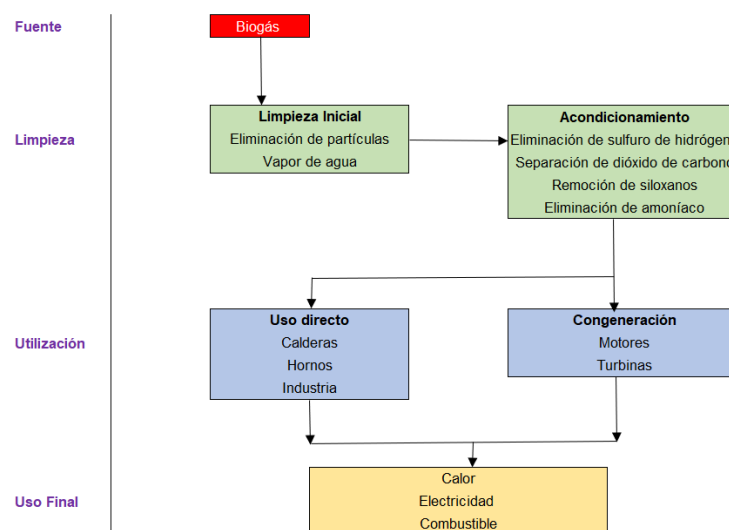 Fuente
Biogás
Limpieza
Limpieza Inicial
Eliminación de partículas
Vapor de agua
Acondicionamiento
Eliminación de sulfuro de hidrógen
Separación de dióxido de carbono
Remoción de siloxanos
Eliminación de amoníaco
Utilización
Uso directo
Calderas
Hornos
Industria
Congeneración
Motores
Turbinas
Uso Final
Calor
Electricidad
Combustible